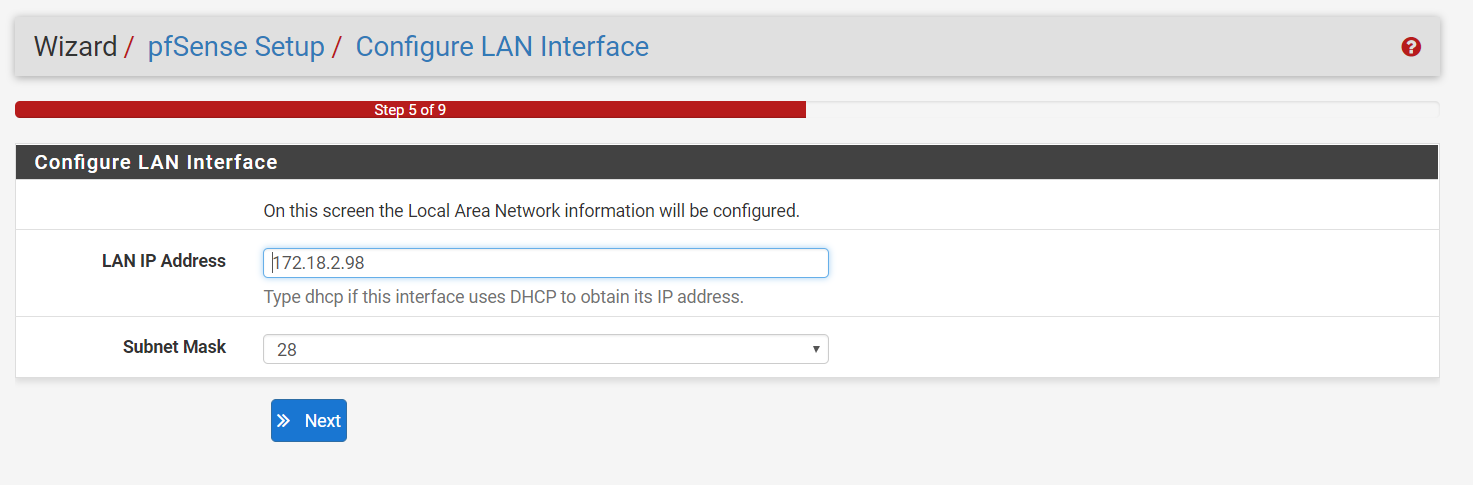 Wizard / pfSense Setup / Configure LAN Interface
Step 5 of 9
Configure LAN Interface
On this screen the Local Area Network information will be configured.
LAN IP Address
172.18.2.98
Type dhcp if this interface uses DHCP to obtain its IP address.
Subnet Mask
28
Next